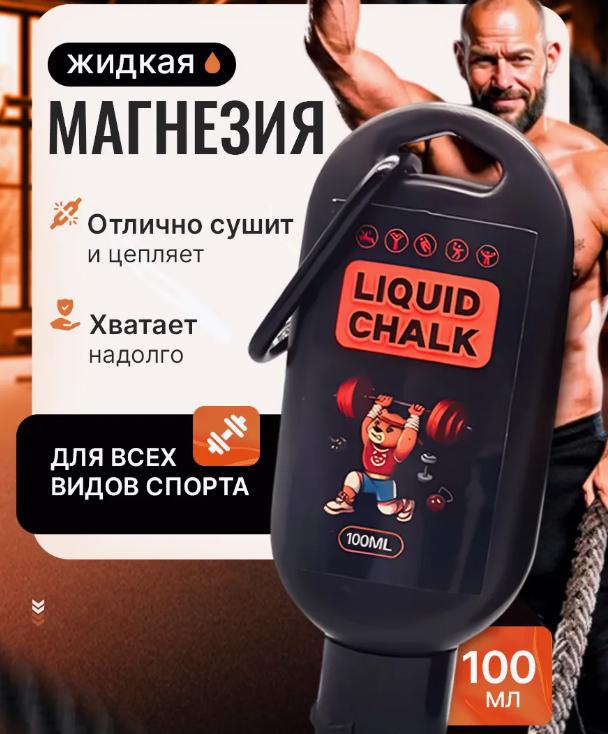 жидкая
МАГНЕЗИЯ
Отлично сушит
и цепляет
Хватает
надолго
ДЛЯ ВСЕХ
ВИДОВ СПОРТА
LIQUID
CHALK
100ML
100
МЛ